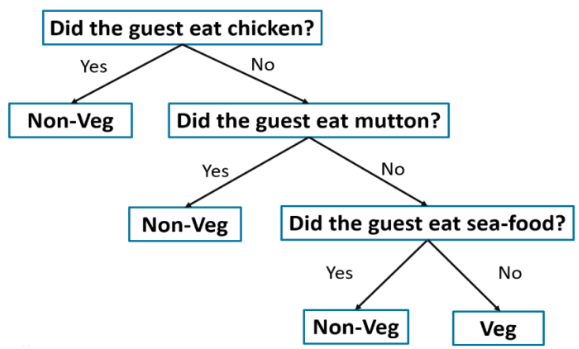 Did the guest eat chicken?
Yes
No
Non-Veg
Did the guest eat mutton?
Yes
No
Non-Veg
Did the guest eat sea-food?
Yes
No
Non-Veg
Veg